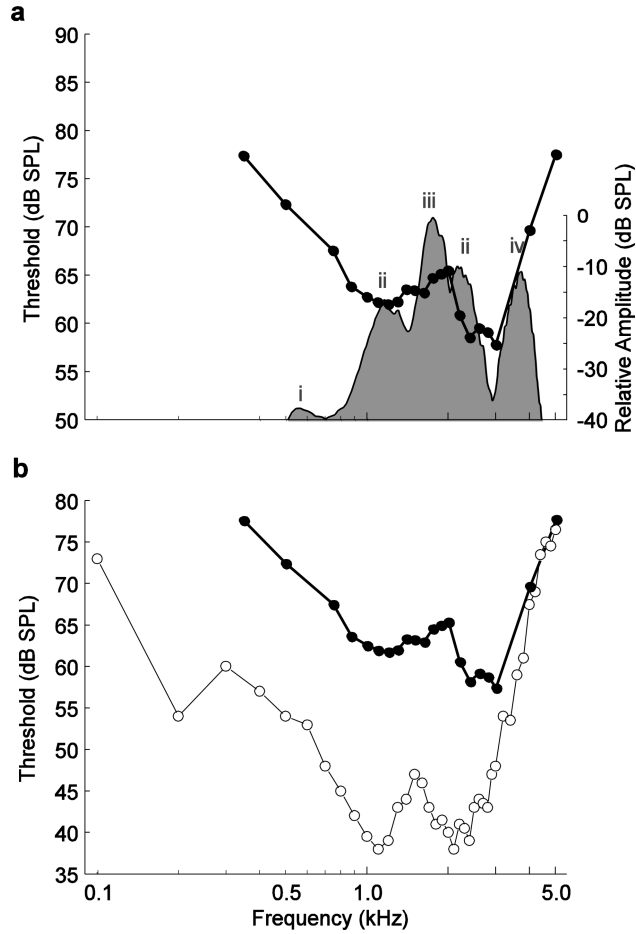 a
90
85
80
75
70
65
60
55
50
Threshold (dB SPL)
i
ii
iii
ii
iv
0
-10
-20
-30
-40
Relative Amplitude (dB SPL)
b
80
75
70
65
60
55
50
45
40
35
Threshold (dB SPL)
0.1
0.5
1.0
5.0
Frequency (kHz)